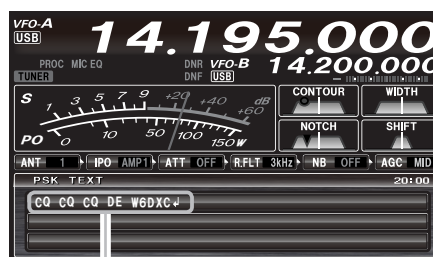 VFO-A
USB
14.195.000
PROC MIC EQ
DNR
VFO-B
14.200.000
TUNER
DNF
USB
S
1 3 5 7 9 +20 +40 +60 dB
PO 0 10 50 100 150W
CONTOUR
WIDTH
NOTCH
SHIFT
ANT 1 IPO AMP1 ATT OFF R.FLT 3kHz NB OFF AGC MID
PSK TEXT
20:00
CQ CQ CQ DE W6DXC↲